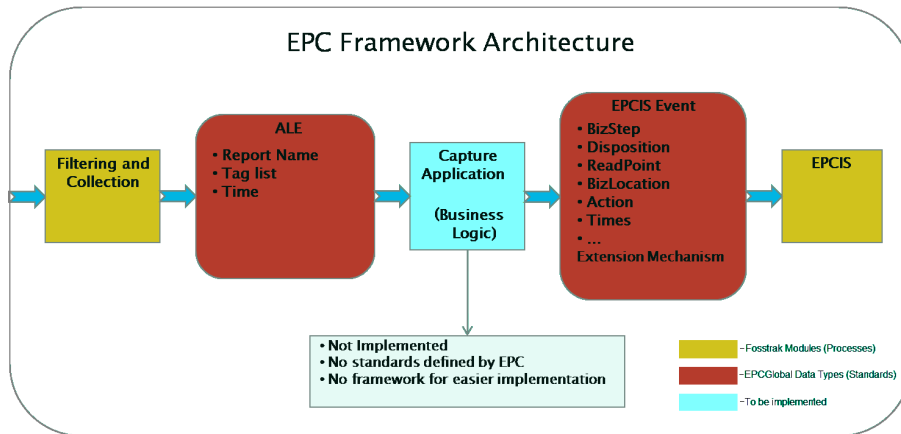 EPC Framework Architecture
Filtering and
Collection
ALE
• Report Name
• Tag list
• Time
Capture
Application
(Business
Logic)
EPCIS Event
• BizStep
• Disposition
• ReadPoint
• BizLocation
• Action
• Times
• ...
Extension Mechanism
EPCIS
• Not Implemented
• No standards defined by EPC
• No framework for easier implementation
–Fosstrak Modules (Processes)
–EPCGlobal Data Types (Standards)
–To be implemented